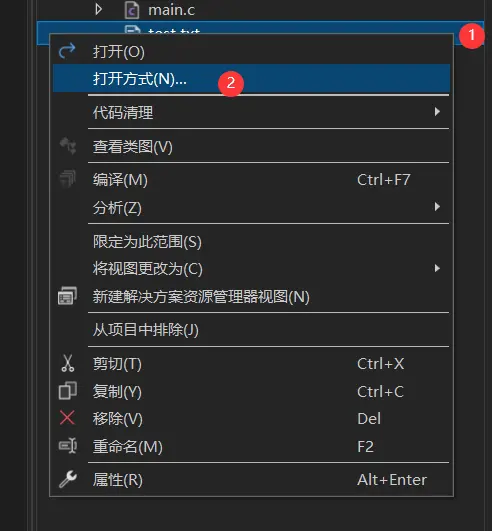 main.c
test.txt
1
打开(O)
打开方式(N)...
2
代码清理
查看类图(V)
编译(M) Ctrl+F7
分析(Z)
限定为此范围(S)
将视图更改为(C)
新建解决方案资源管理器视图(N)
从项目中排除(J)
剪切(T) Ctrl+X
复制(Y) Ctrl+C
移除(V) Del
重命名(M) F2
属性(R) Alt+Enter